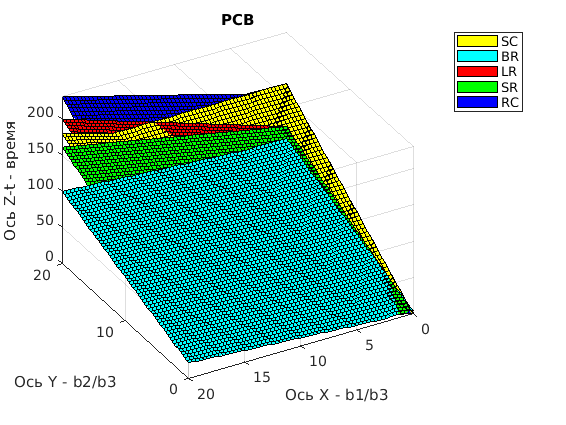 PCB
SC
BR
LR
SR
RC
Ось Z-t - время
200
150
100
50
0
20
10
0
Ось Y - b2/b3
20
15
10
5
0
Ось X - b1/b3